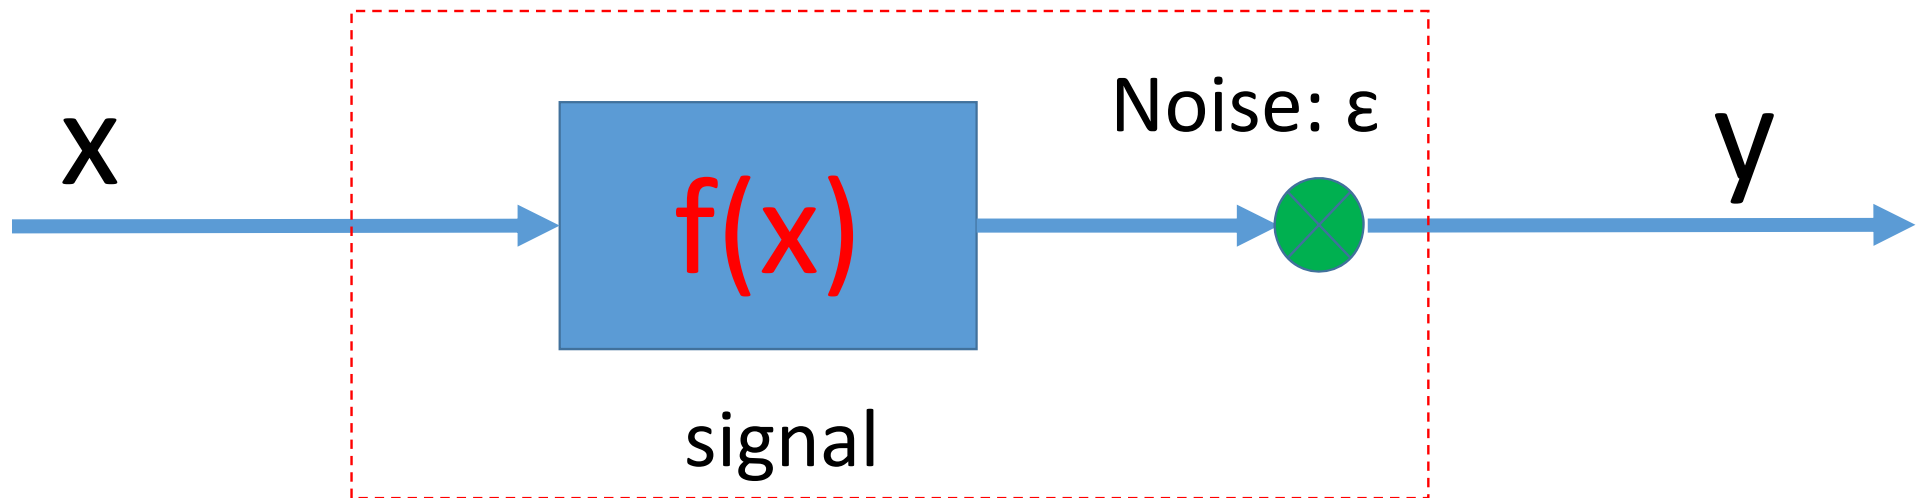 x
f(x)
Noise: ε
y
signal